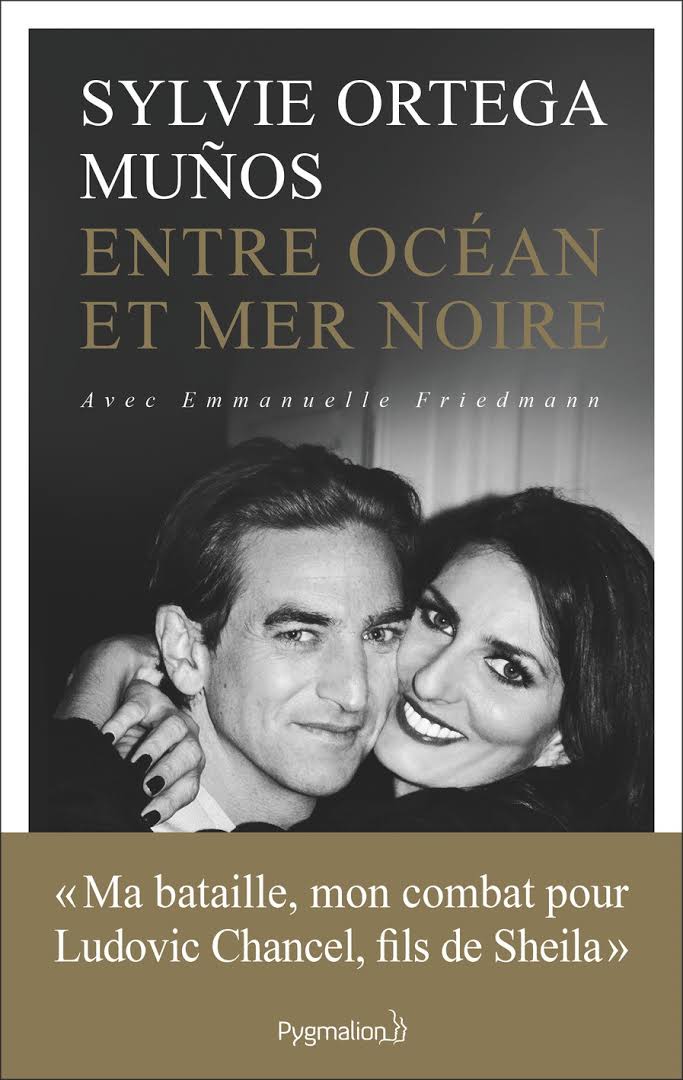 SYLVIE ORTEGA
MUÑOS
ENTRE OCÉAN
ET MER NOIRE
Avec Emmanuelle Friedmann
« Ma bataille, mon combat pour
Ludovic Chancel, fils de Sheila »
Pygmalion